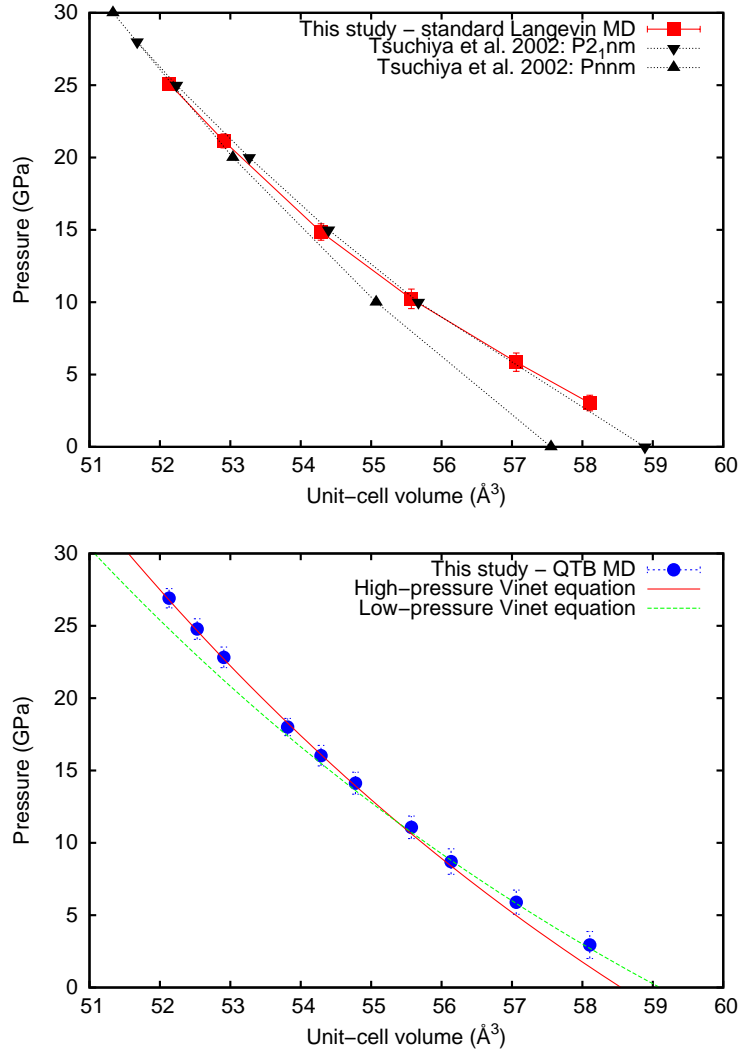 30
25
20
15
10
5
0
Pressure (GPa)
This study − standard Langevin MD
Tsuchiya et al. 2002: P2₁nm
Tsuchiya et al. 2002: Pnnm
51 52 53 54 55 56 57 58 59 60
Unit−cell volume (Å³)
30
25
20
15
10
5
0
Pressure (GPa)
This study − QTB MD
High−pressure Vinet equation
Low−pressure Vinet equation
51 52 53 54 55 56 57 58 59 60
Unit−cell volume (Å³)